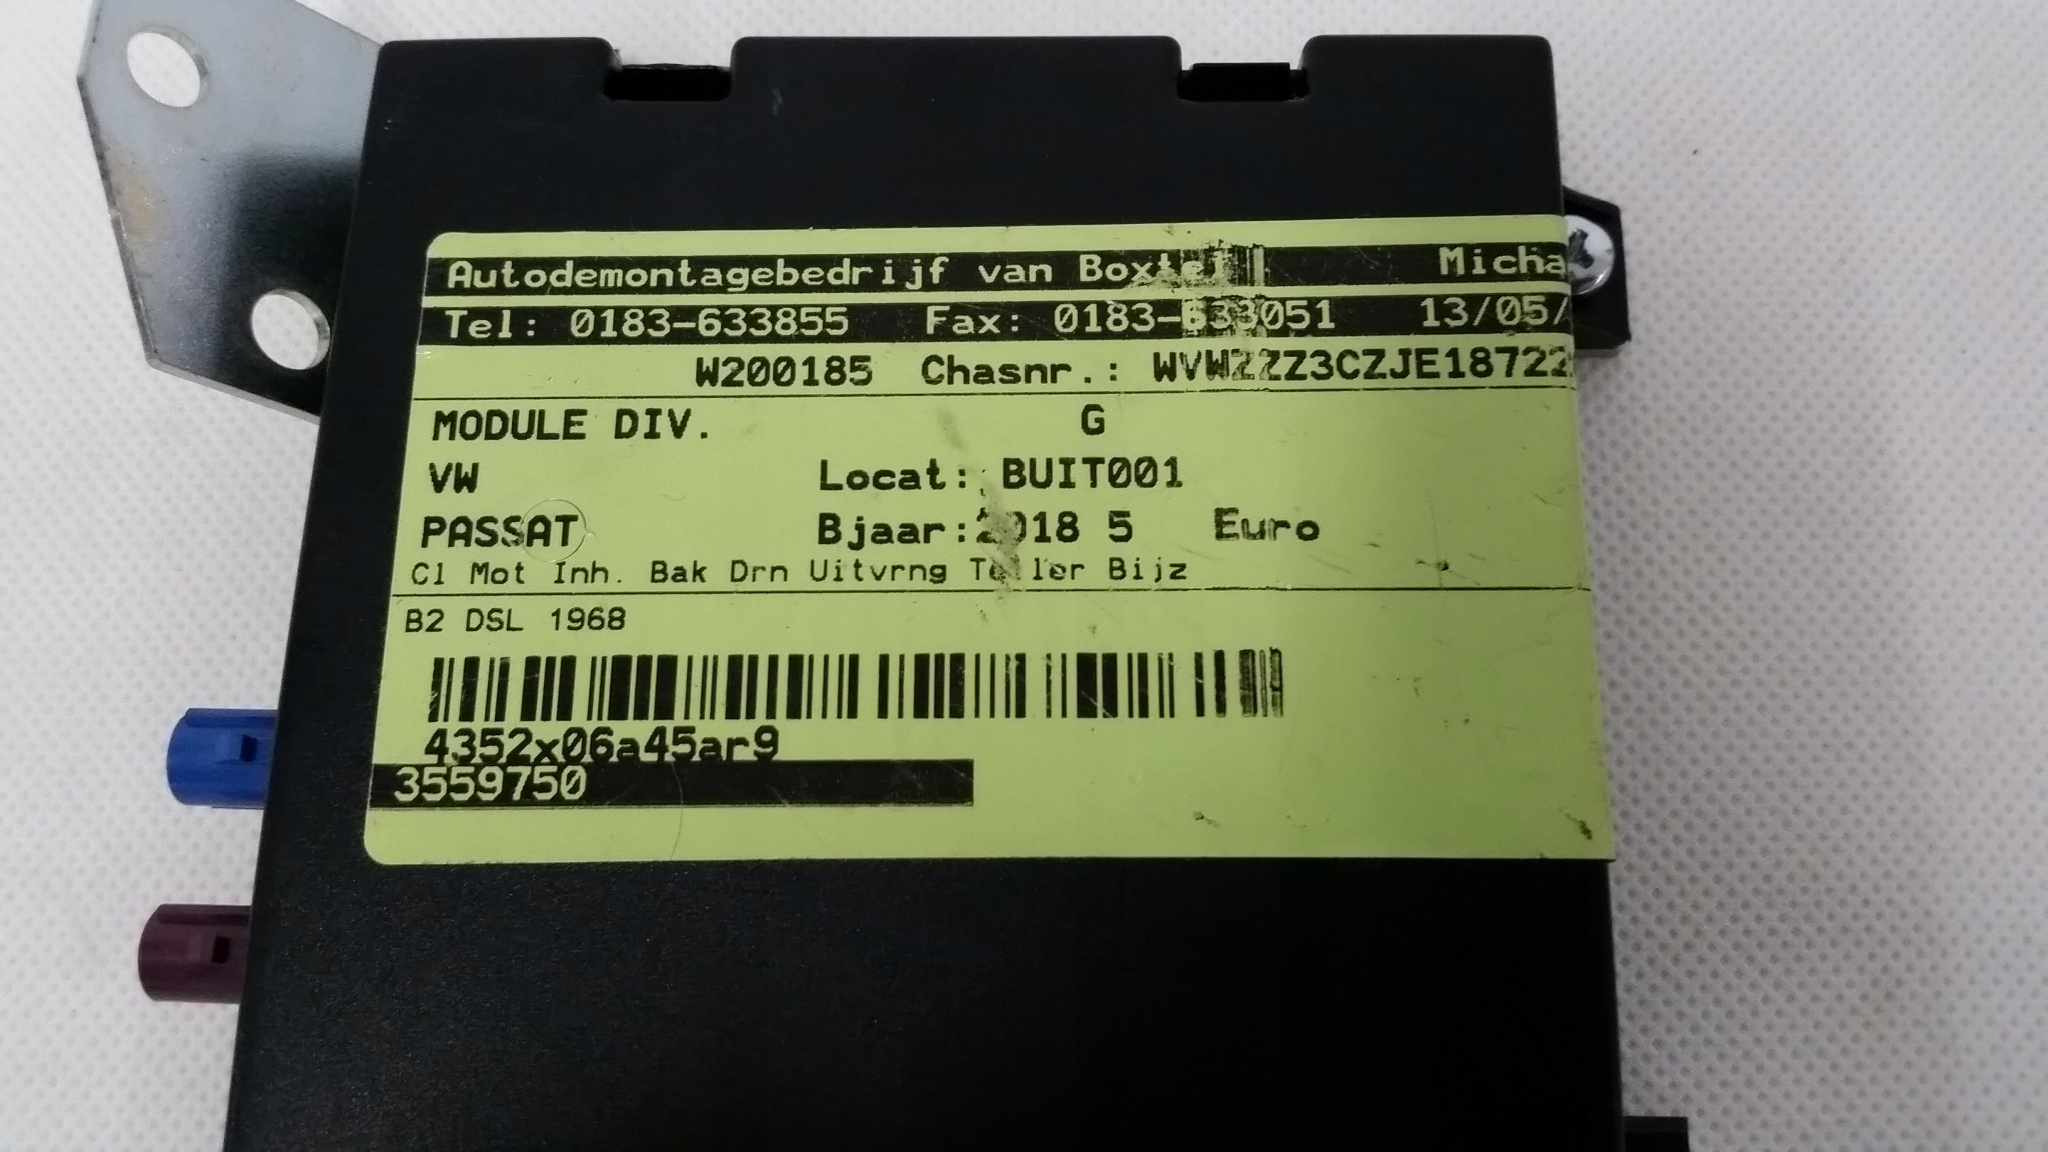 Autodemontagebedrijf van Boxtel Micha
Tel: 0183-633855 Fax: 0183-633051 13/05/
W200185 Chasnr.: WVWZZZ3CZJE18722
MODULE DIV. G
VW Locat: BUIT001
PASSAT Bjaar:2018 5 Euro
Cl Mot Inh. Bak Drn Uitvrng Teller Bijz
B2 DSL 1968
4352x06a45ar9
3559750